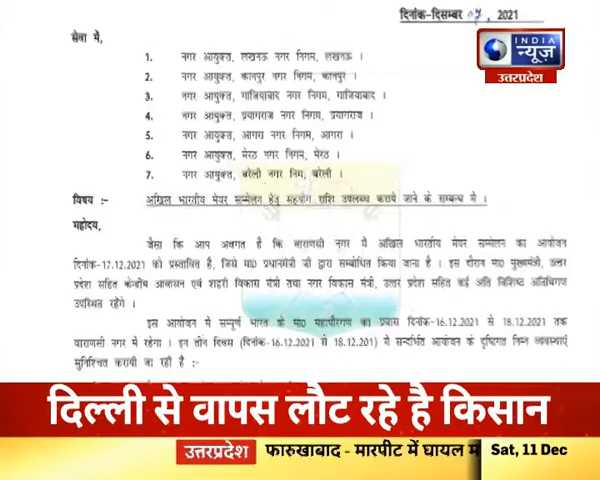 दिनांक-दिसम्बर 07, 2021
सेवा में,
INDIA
न्यूज़
उत्तरप्रदेश
1. नगर आयुक्त, लखनऊ नगर निगम, लखनऊ ।
2. नगर आयुक्त, कानपुर नगर निगम, कानपुर ।
3. नगर आयुक्त, गाजियाबाद नगर निगम, गाजियाबाद ।
4. नगर आयुक्त, प्रयागराज नगर निगम, प्रयागराज ।
5. नगर आयुक्त, आगरा नगर निगम, आगरा ।
6. नगर आयुक्त, मेरठ नगर निगम, मेरठ ।
7. नगर आयुक्त, बरेली नगर निगम, बरेली ।
विषय :- अखिल भारतीय मेयर सम्मेलन हेतु सहयोग राशि उपलब्ध कराये जाने के सम्बन्ध में ।
महोदय,
जैसा कि आप अवगत है कि वाराणसी नगर में अखिल भारतीय मेयर सम्मेलन का आयोजन
दिनांक-17.12.2021 को प्रस्तावित है, जिसे मा0 प्रधानमंत्री जी द्वारा सम्बोधित किया जाना है । इस दौरान मा0 मुख्यमंत्री, उत्तर
प्रदेश सहित केन्द्रीय आवासन एवं शहरी विकास मंत्री तथा नगर विकास मंत्री, उत्तर प्रदेश सहित कई अति विशिष्ट अतिथिगण
उपस्थित रहेंगे ।
इस आयोजन में सम्पूर्ण भारत के मा0 महापौरगण का प्रवास दिनांक-16.12.2021 से 18.12.2021 तक
वाराणसी नगर में रहेगा । इन तीन दिवस (दिनांक-16.12.2021 से 18.12.201) में सन्दर्भित आयोजन के दृष्टिगत निम्न व्यवस्थाएं
सुनिश्चित करायी जा रही है :-
दिल्ली से वापस लौट रहे है किसान
उत्तरप्रदेश फारुखाबाद - मारपीट में घायल म Sat, 11 Dec